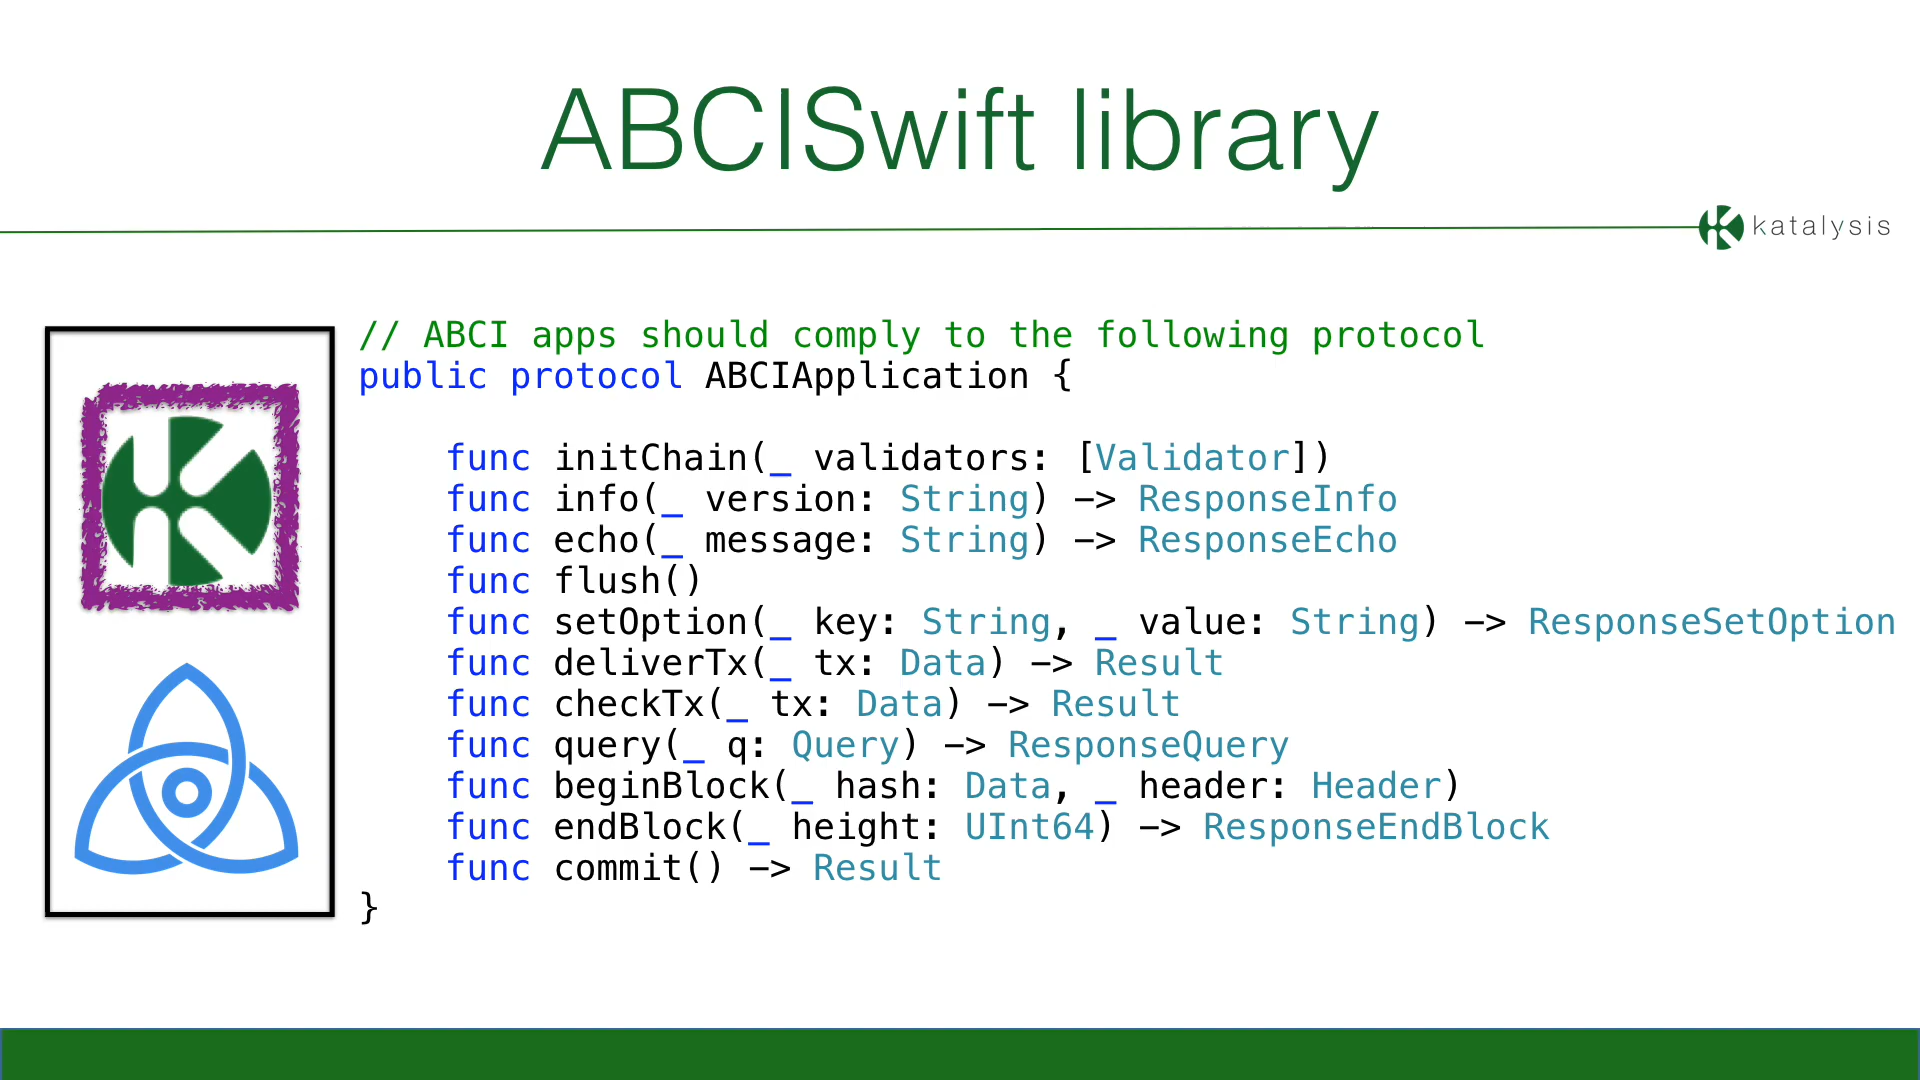 ABCISwift library
katalysis
// ABCI apps should comply to the following protocol
public protocol ABCIApplication {
    func initChain(_ validators: [Validator])
    func info(_ version: String) -> ResponseInfo
    func echo(_ message: String) -> ResponseEcho
    func flush()
    func setOption(_ key: String, _ value: String) -> ResponseSetOption
    func deliverTx(_ tx: Data) -> Result
    func checkTx(_ tx: Data) -> Result
    func query(_ q: Query) -> ResponseQuery
    func beginBlock(_ hash: Data, _ header: Header)
    func endBlock(_ height: UInt64) -> ResponseEndBlock
    func commit() -> Result
}